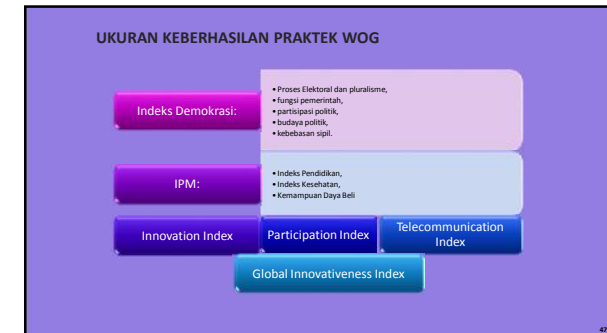 UKURAN KEBERHASILAN PRAKTEK WOG
Indeks Demokrasi:
• Proses Elektoral dan pluralisme,
• fungsi pemerintah,
• partisipasi politik,
• budaya politik,
• kebebasan sipil.
IPM:
• Indeks Pendidikan,
• Indeks Kesehatan,
• Kemampuan Daya Beli
Innovation Index
Participation Index
Telecommunication
Index
Global Innovativeness Index
47